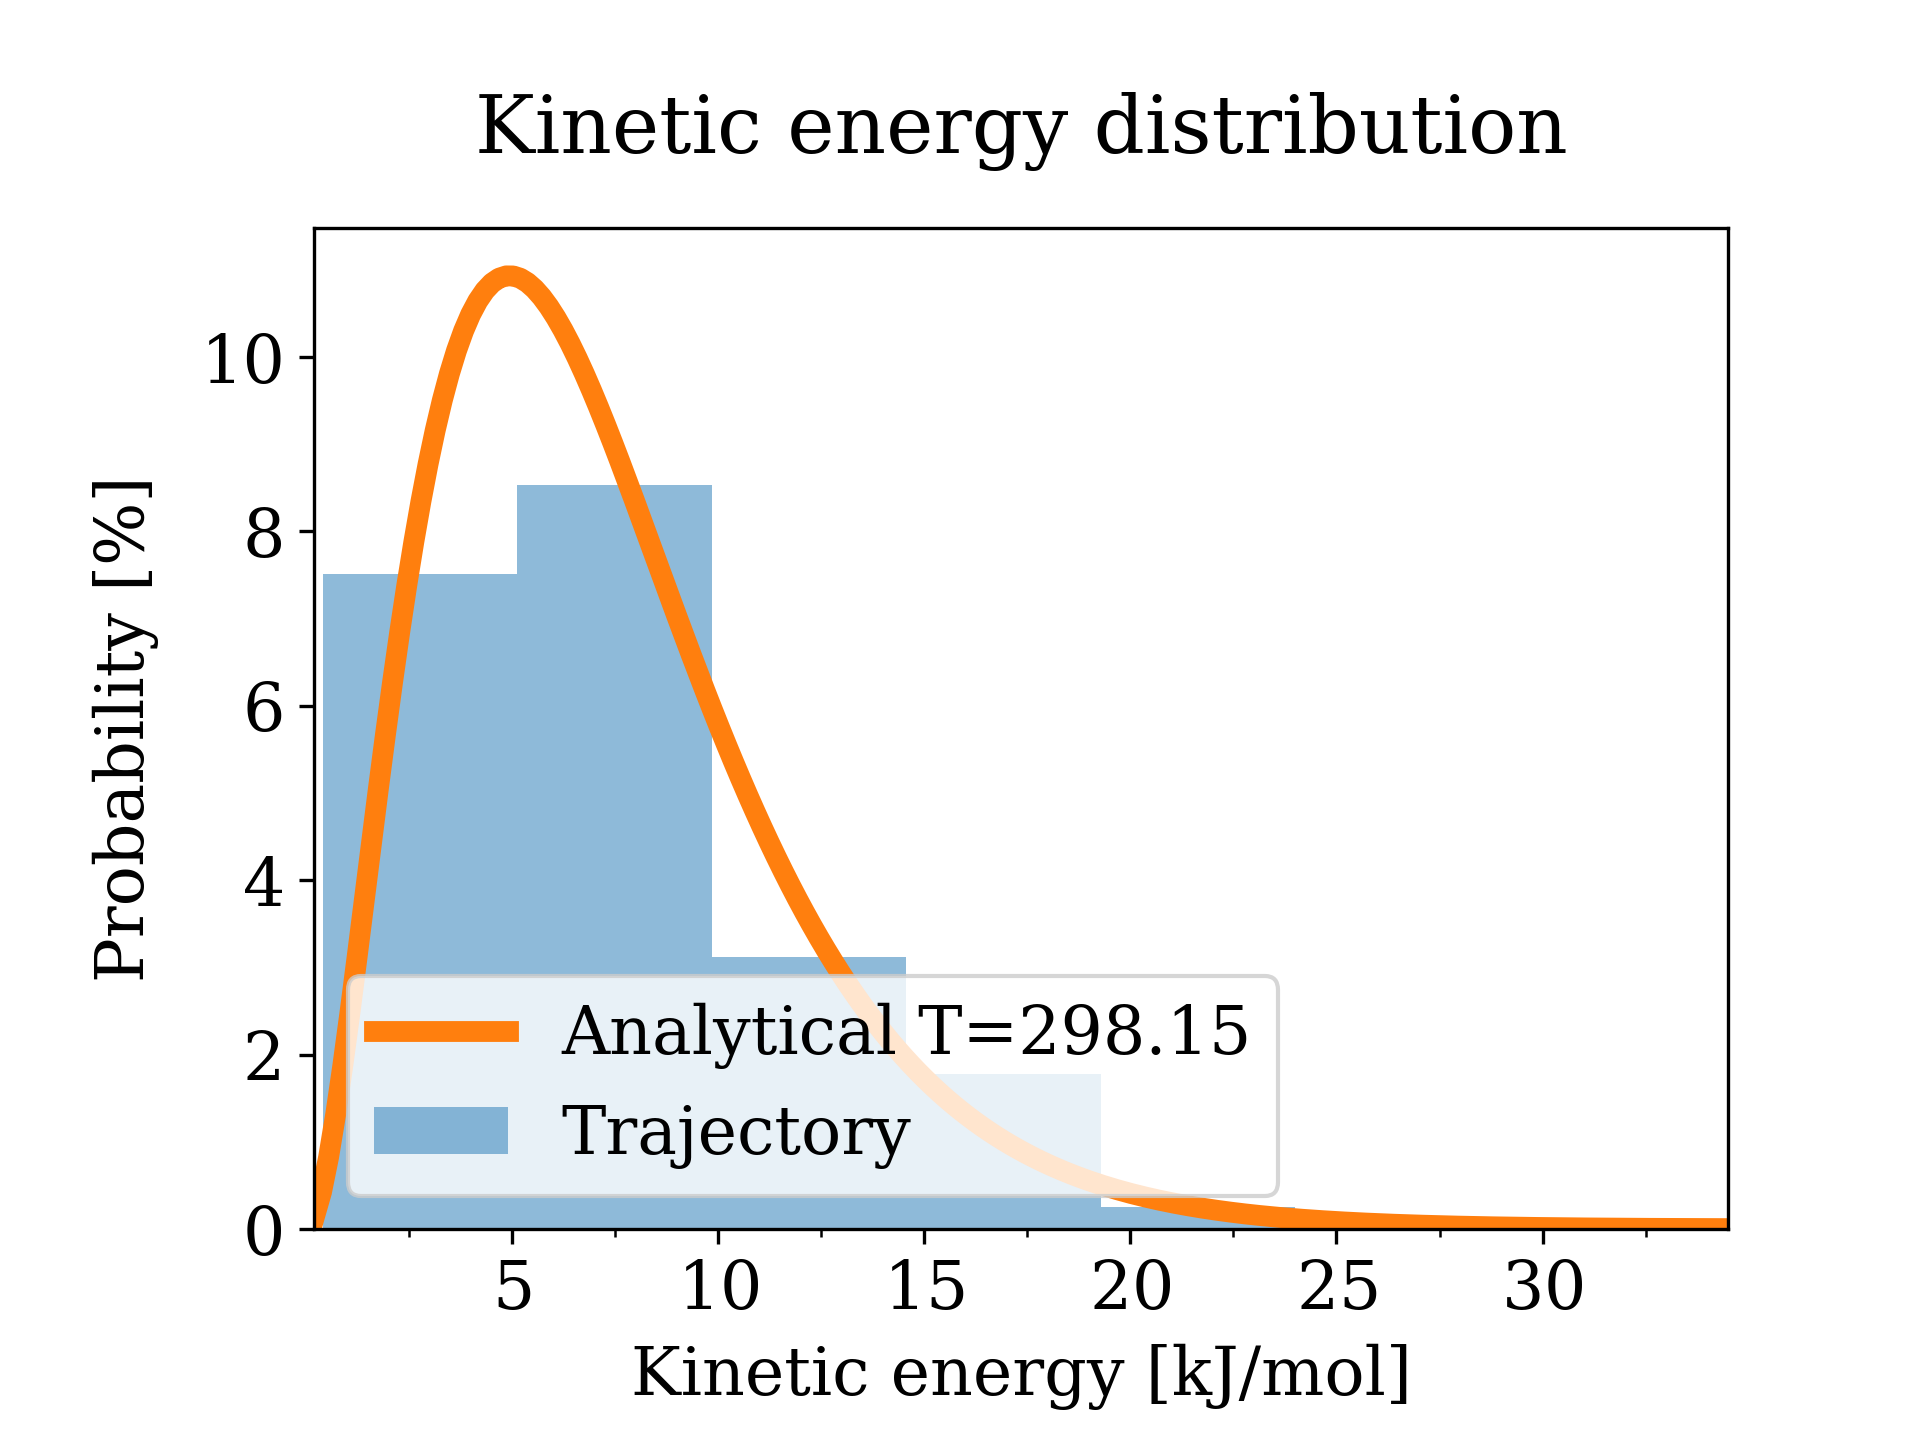 Kinetic energy distribution
Probability [%]
10
8
6
4
2
0
Analytical T=298.15
Trajectory
5 10 15 20 25 30
Kinetic energy [kJ/mol]